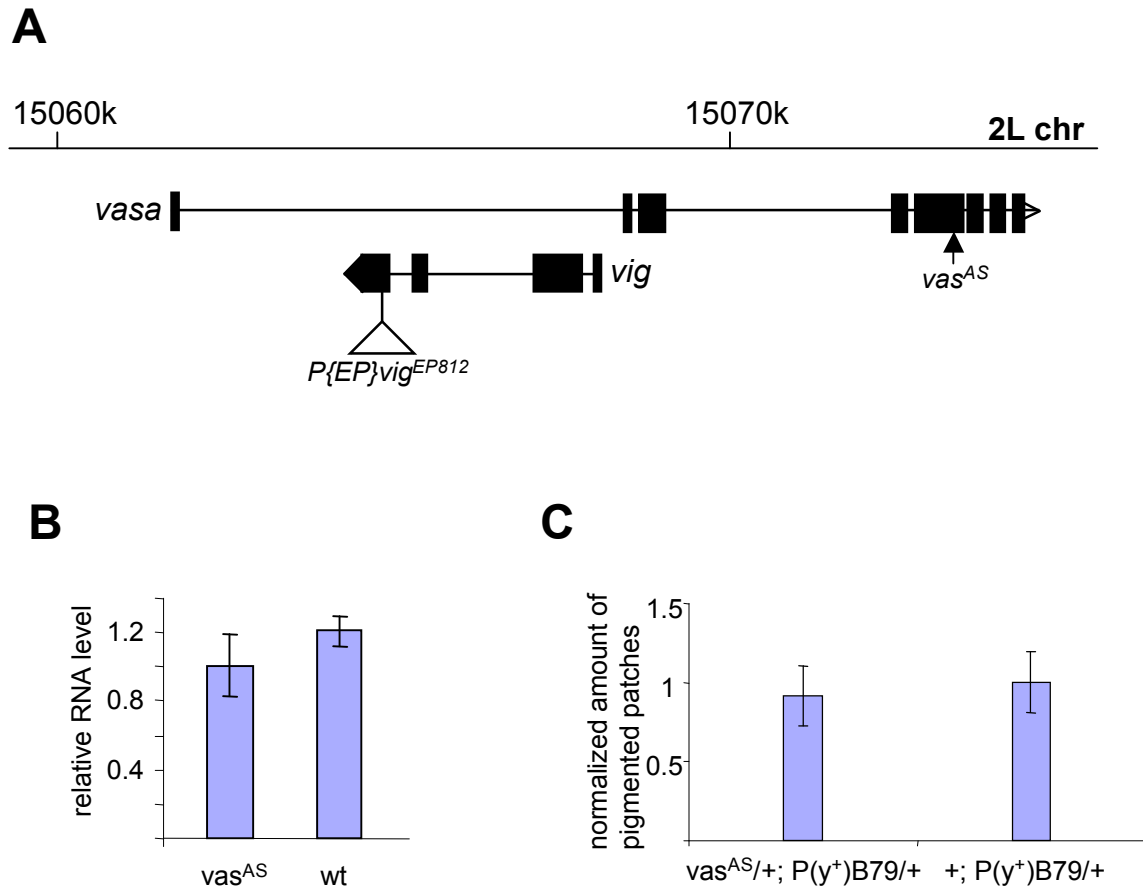 A
15060k 15070k 2L chr
vasa
vig
vas^AS
P{EP}vig^EP812
B
relative RNA level
1.2
0.8
0.4
vas^AS wt
C
normalized amount of
pigmented patches
1.5
1
0.5
vas^AS/+; P(y^+)B79/+ +; P(y^+)B79/+